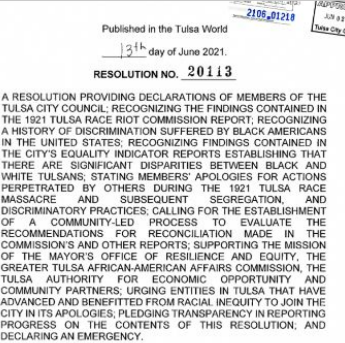 2106.01218
Tulsa City
Published in the Tulsa World
13th day of June 2021.
RESOLUTION NO. 20113
A RESOLUTION PROVIDING DECLARATIONS OF MEMBERS OF THE
TULSA CITY COUNCIL; RECOGNIZING THE FINDINGS CONTAINED IN
THE 1921 TULSA RACE RIOT COMMISSION REPORT; RECOGNIZING
A HISTORY OF DISCRIMINATION SUFFERED BY BLACK AMERICANS
IN THE UNITED STATES; RECOGNIZING FINDINGS CONTAINED IN
THE CITY'S EQUALITY INDICATOR REPORTS ESTABLISHING THAT
THERE ARE SIGNIFICANT DISPARITIES BETWEEN BLACK AND
WHITE TULSANS; STATING MEMBERS' APOLOGIES FOR ACTIONS
PERPETRATED BY OTHERS DURING THE 1921 TULSA RACE
MASSACRE AND SUBSEQUENT SEGREGATION, AND
DISCRIMINATORY PRACTICES; CALLING FOR THE ESTABLISHMENT
OF A COMMUNITY-LED PROCESS TO EVALUATE THE
RECOMMENDATIONS FOR RECONCILIATION MADE IN THE
COMMISSION'S AND OTHER REPORTS; SUPPORTING THE MISSION
OF THE MAYOR'S OFFICE OF RESILIENCE AND EQUITY, THE
GREATER TULSA AFRICAN-AMERICAN AFFAIRS COMMISSION, THE
TULSA AUTHORITY FOR ECONOMIC OPPORTUNITY AND
COMMUNITY PARTNERS; URGING ENTITIES IN TULSA THAT HAVE
ADVANCED AND BENEFITTED FROM RACIAL INEQUITY TO JOIN THE
CITY IN ITS APOLOGIES; PLEDGING TRANSPARENCY IN REPORTING
PROGRESS ON THE CONTENTS OF THIS RESOLUTION; AND
DECLARING AN EMERGENCY.